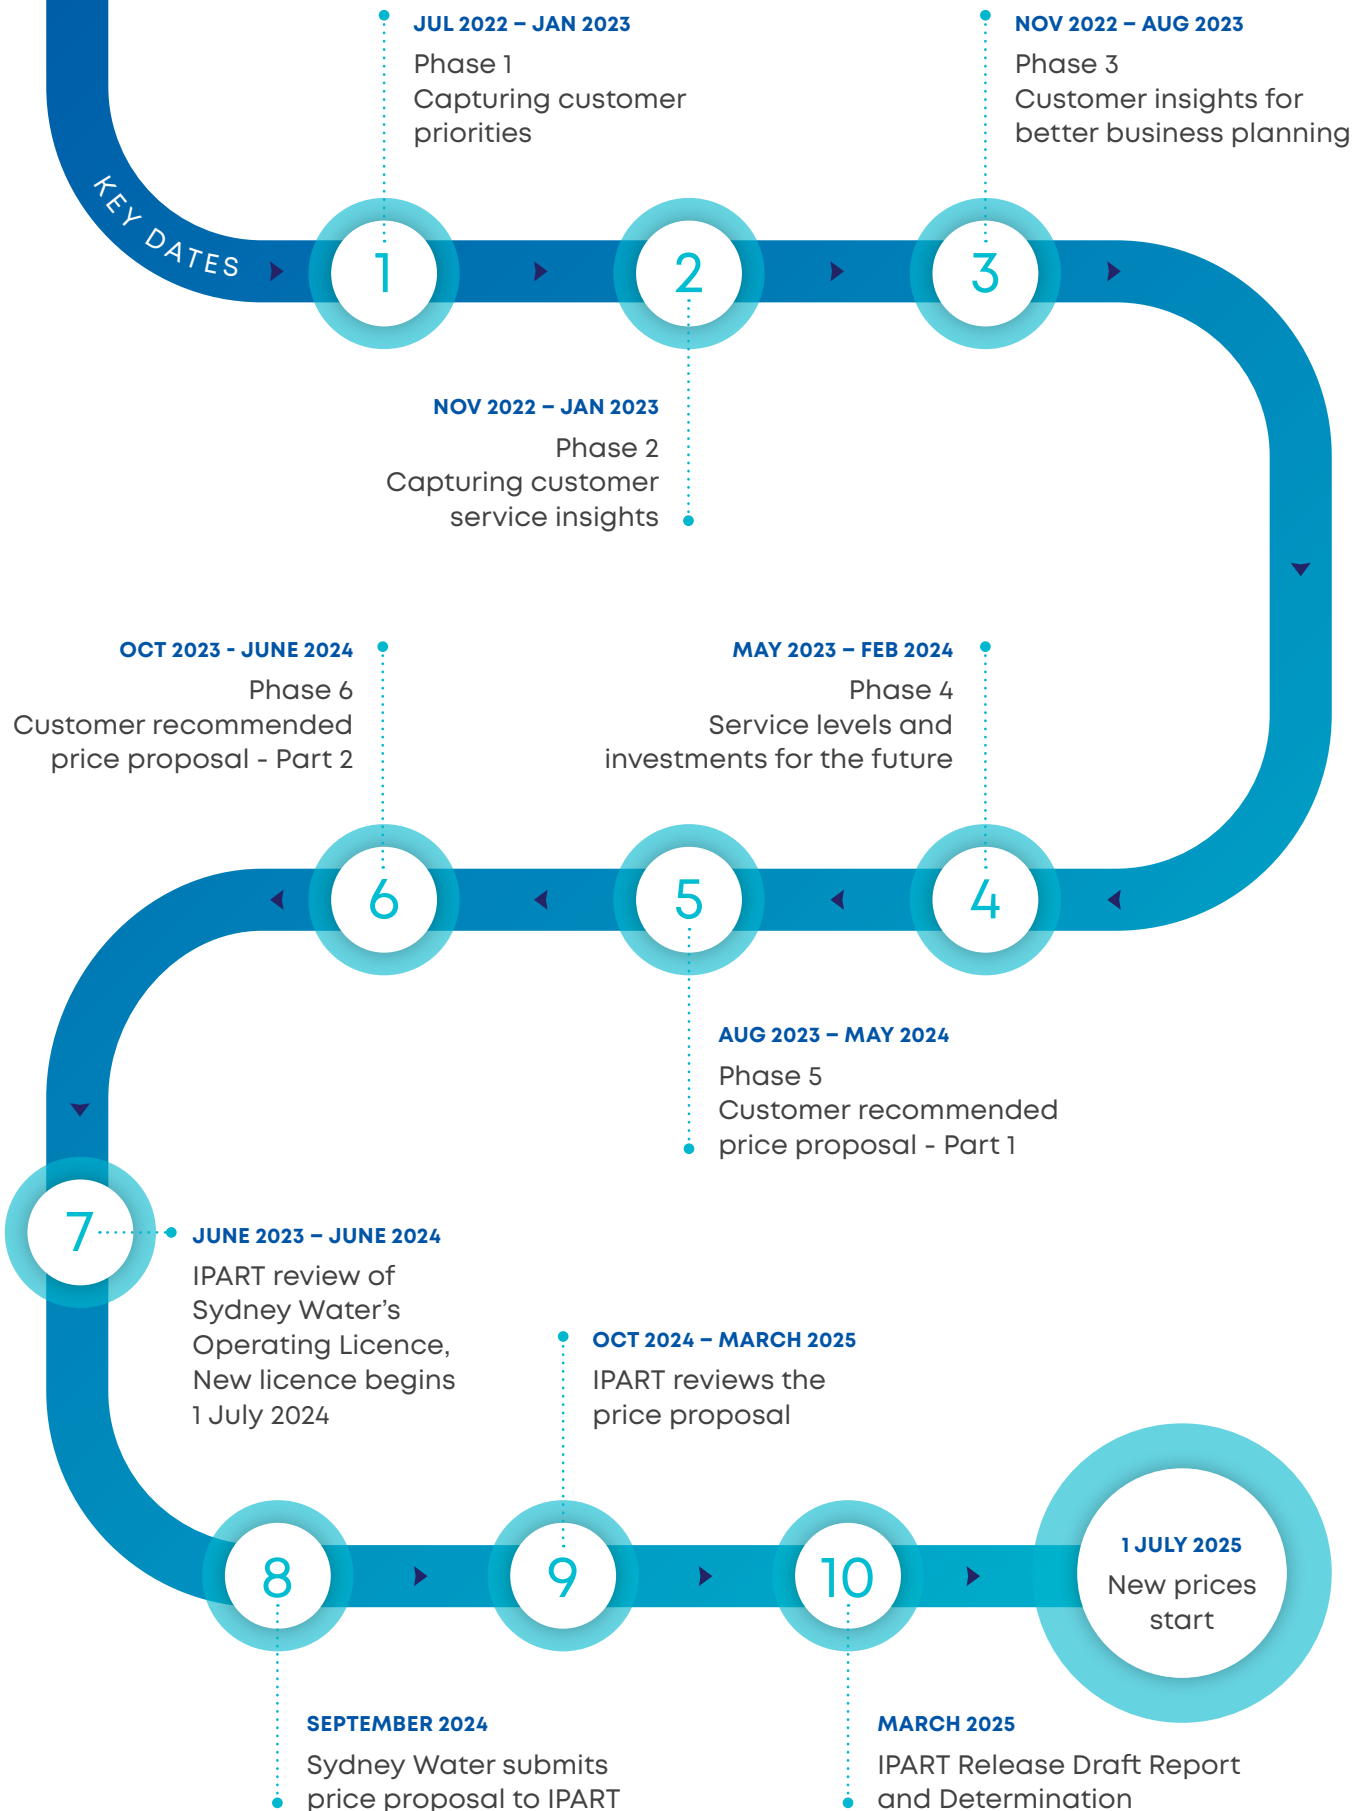 KEY DATES
JUL 2022 – JAN 2023
Phase 1
Capturing customer
priorities
1
NOV 2022 – JAN 2023
Phase 2
Capturing customer
service insights
2
NOV 2022 – AUG 2023
Phase 3
Customer insights for
better business planning
3
MAY 2023 – FEB 2024
Phase 4
Service levels and
investments for the future
4
AUG 2023 – MAY 2024
Phase 5
Customer recommended
price proposal - Part 1
5
OCT 2023 - JUNE 2024
Phase 6
Customer recommended
price proposal - Part 2
6
7
JUNE 2023 – JUNE 2024
IPART review of
Sydney Water’s
Operating Licence,
New licence begins
1 July 2024
8
SEPTEMBER 2024
Sydney Water submits
price proposal to IPART
OCT 2024 – MARCH 2025
IPART reviews the
price proposal
9
10
MARCH 2025
IPART Release Draft Report
and Determination
1 JULY 2025
New prices
start